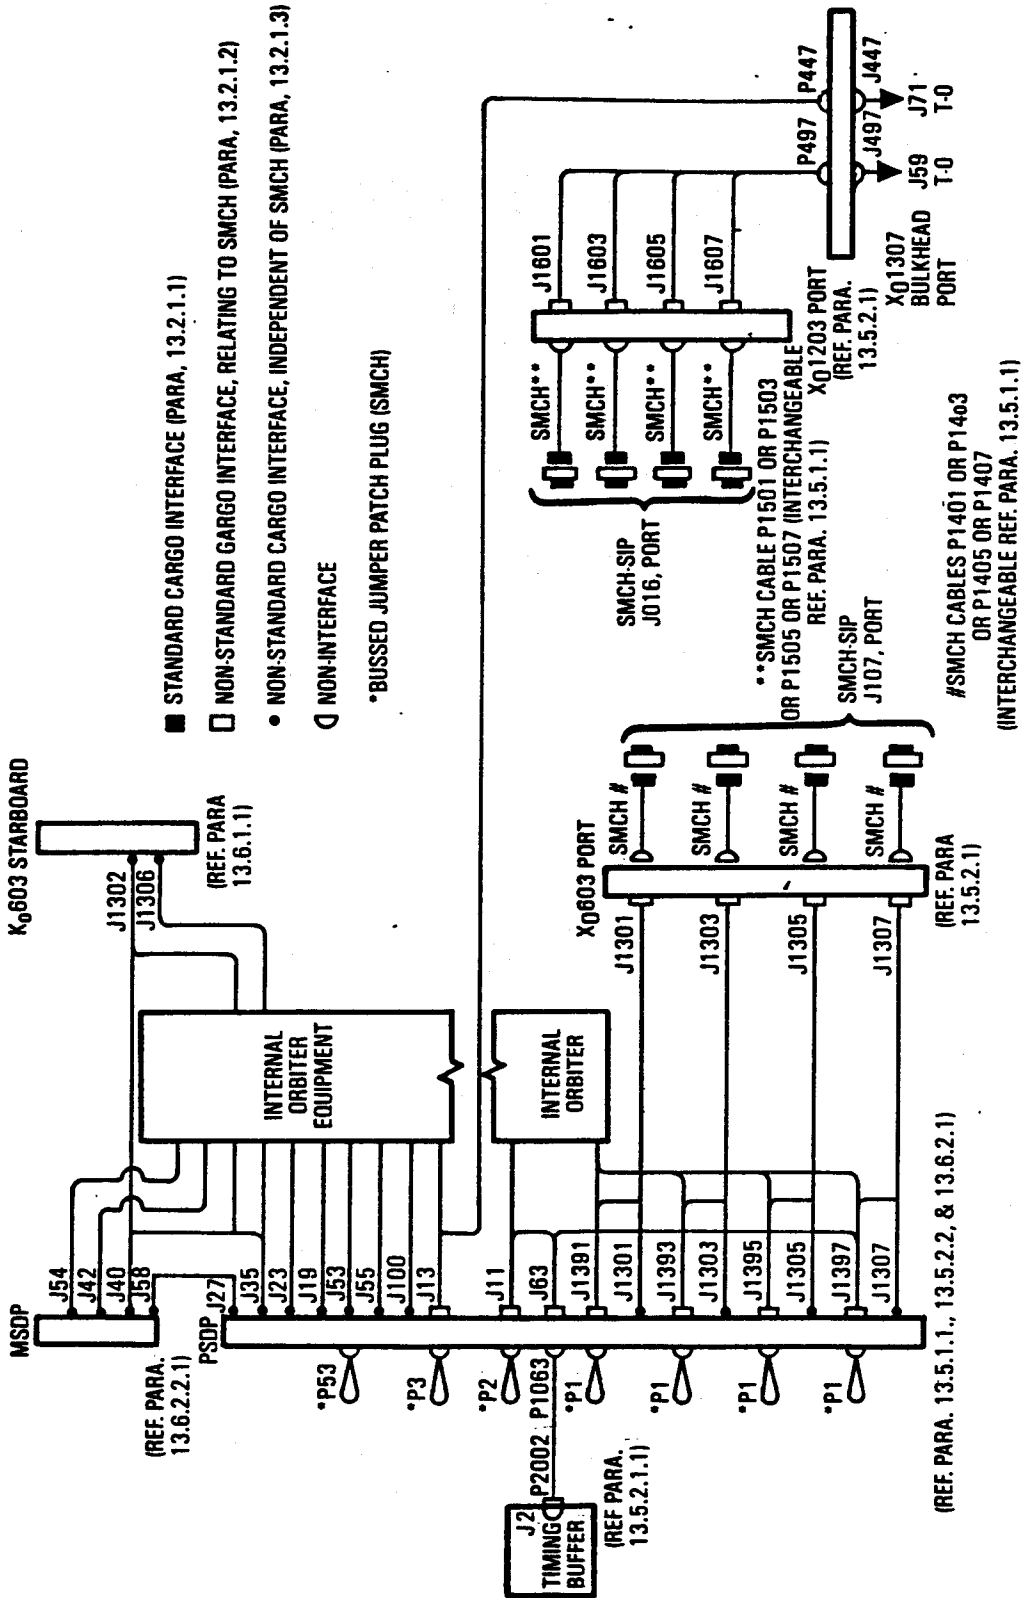 MSDP
J54
J42
J40
J58
(REF. PARA.
13.6.2.2.1)
PSDP
J27
J35
J23
J19
J53
J55
J100
J13
J11
J63
J1391
J1301
J1393
J1303
J1395
J1305
J1397
J1307
*P53
*P3
*P2
P2002 P1063
*P1
*P1
*P1
*P1
J2
TIMING
BUFFER
(REF PARA.
13.5.2.1.1)
(REF. PARA. 13.5.1.1., 13.5.2.2, & 13.6.2.1)
INTERNAL
ORBITER
EQUIPMENT
INTERNAL
ORBITER
K0603 STARBOARD
J1302
J1306
(REF. PARA
13.6.1.1)
X0603 PORT
J1301
J1303
J1305
J1307
SMCH #
SMCH #
SMCH #
SMCH #
(REF. PARA
13.5.2.1)
SMCH-SIP
J107, PORT
#SMCH CABLES P1401 OR P1403
OR P1405 OR P1407
(INTERCHANGEABLE REF. PARA. 13.5.1.1)
■ STANDARD CARGO INTERFACE (PARA, 13.2.1.1)
□ NON-STANDARD GARGO INTERFACE, RELATING TO SMCH (PARA, 13.2.1.2)
• NON-STANDARD CARGO INTERFACE, INDEPENDENT OF SMCH (PARA, 13.2.1.3)
NON-INTERFACE
*BUSSED JUMPER PATCH PLUG (SMCH)
SMCH-SIP
J016, PORT
SMCH**
SMCH**
SMCH**
SMCH**
J1601
J1603
J1605
J1607
**SMCH CABLE P1501 OR P1503
OR P1505 OR P1507 (INTERCHANGEABLE
REF. PARA. 13.5.1.1)
X01203 PORT
(REF. PARA.
13.5.2.1)
P497
P447
J497
J447
J59
T-0
J71
T-0
X01307
BULKHEAD
PORT